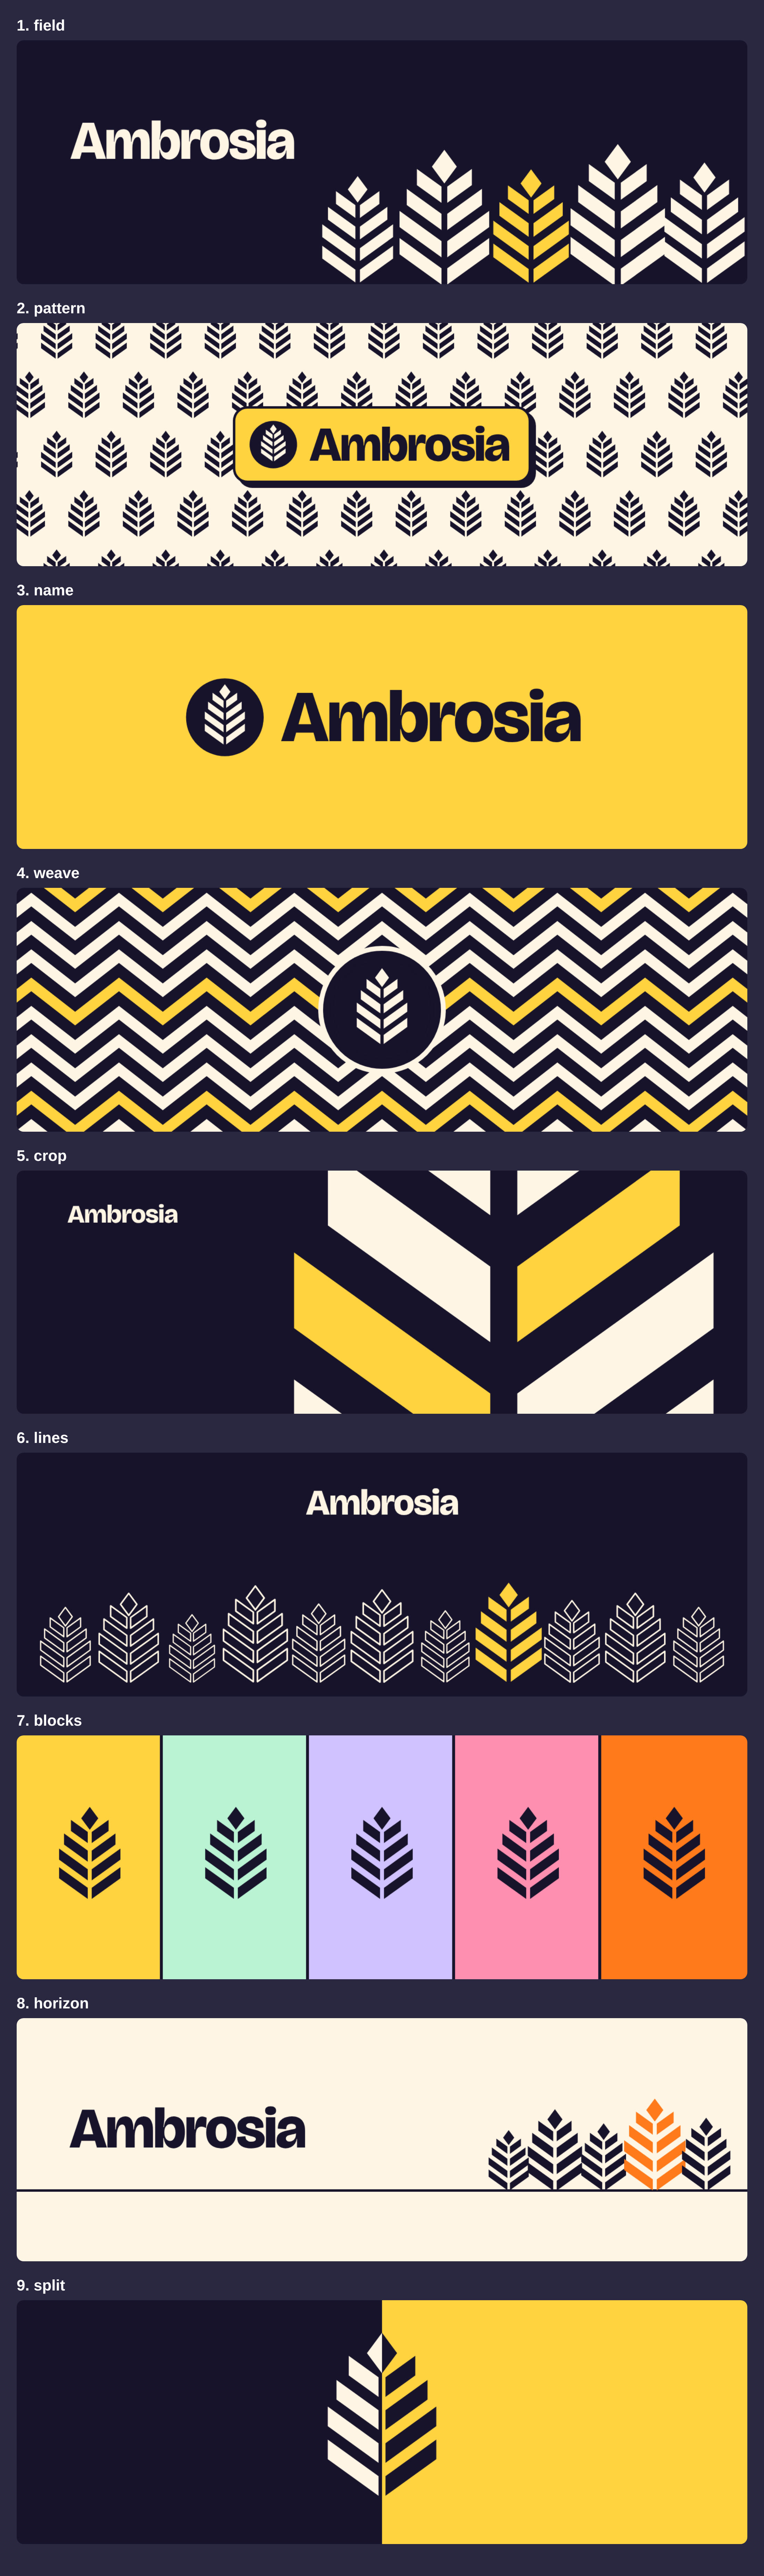 1. field
Ambrosia
2. pattern
Ambrosia
3. name
Ambrosia
4. weave
5. crop
Ambrosia
6. lines
Ambrosia
7. blocks
8. horizon
Ambrosia
9. split